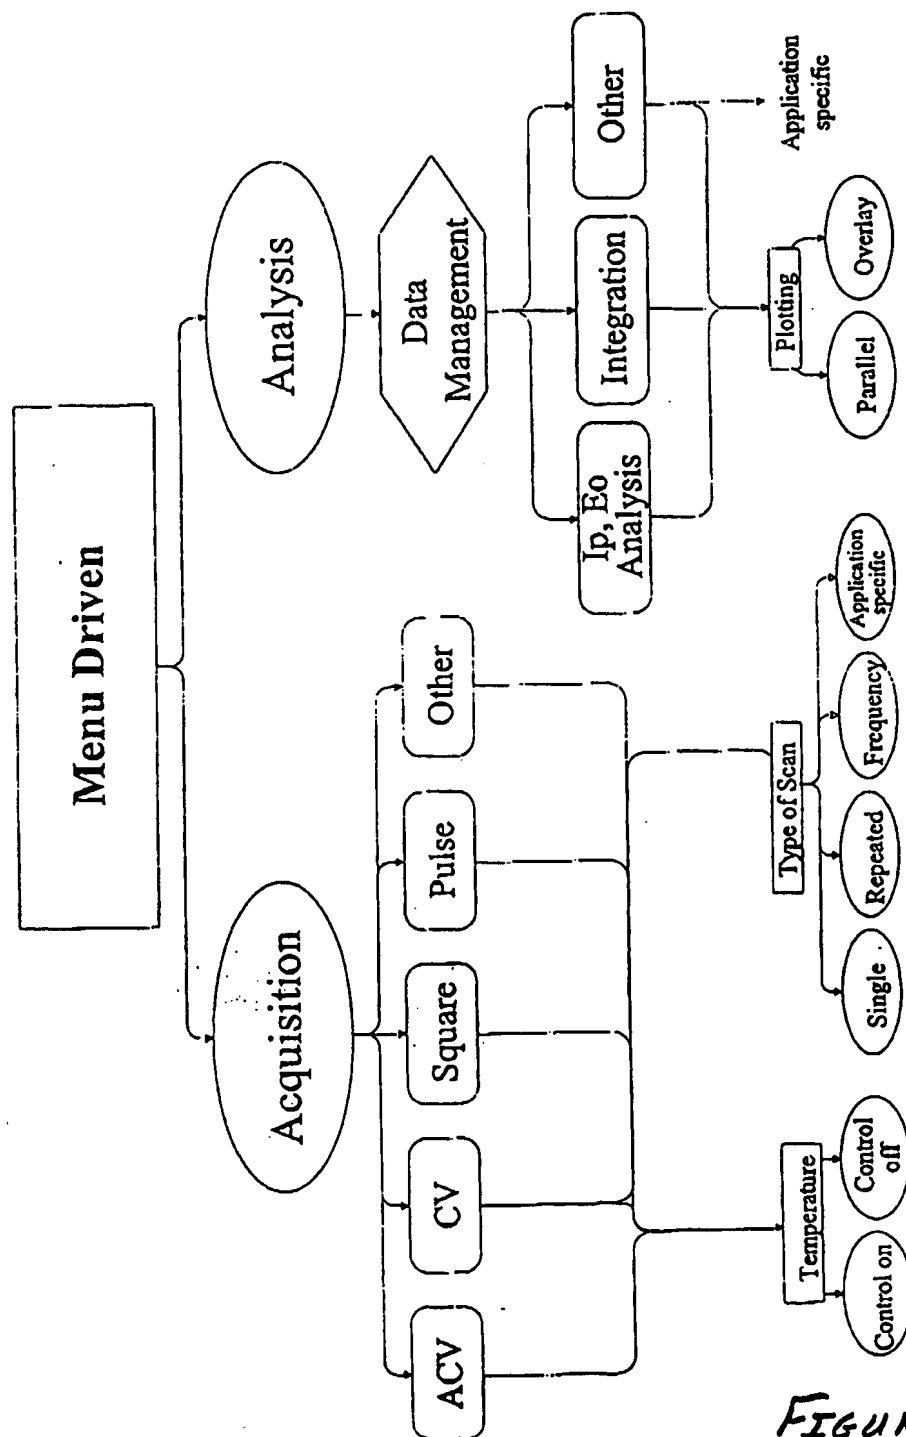 Menu Driven
Acquisition
Analysis
ACV
CV
Square
Pulse
Other
Data
Management
Ip, Eo
Analysis
Integration
Other
Temperature
Control on
Control
off
Type of Scan
Single
Repeated
Frequency
Application
specific
Plotting
Parallel
Overlay
Application
specific